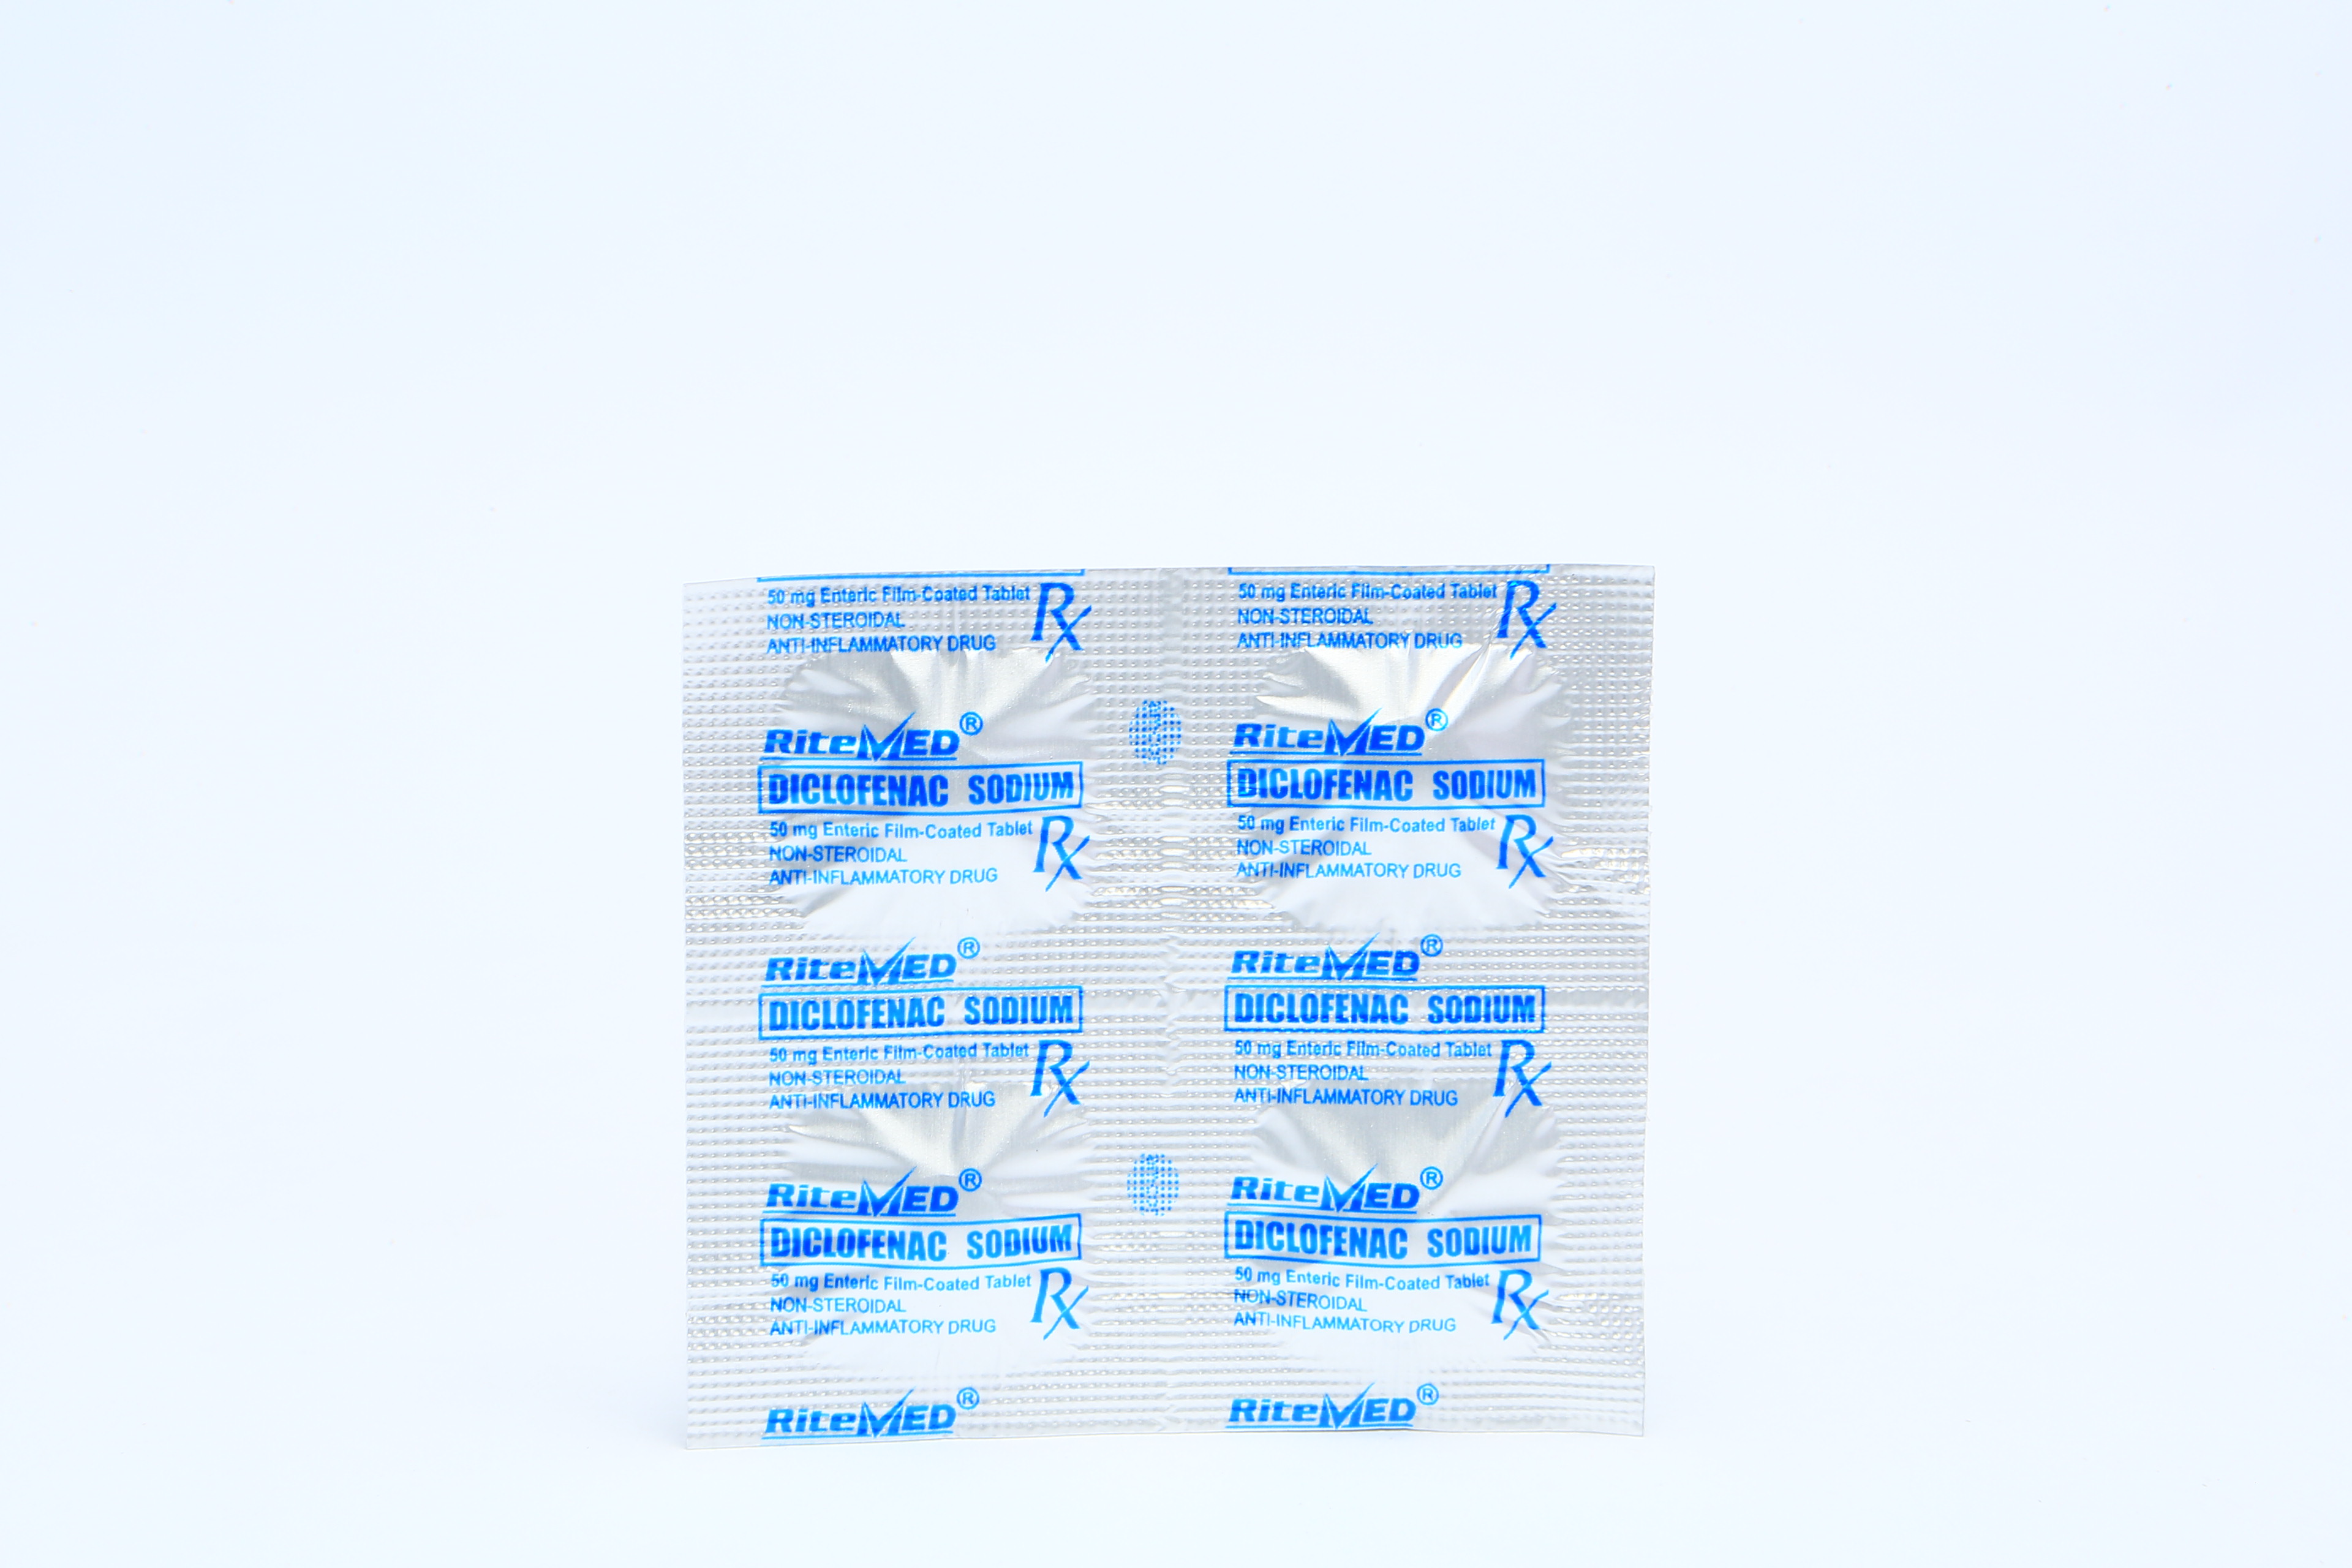 50 mg Enteric Film-Coated Tablet
NON-STEROIDAL
ANTI-INFLAMMATORY DRUG
Rx
50 mg Enteric Film-Coated Tablet
NON-STEROIDAL
ANTI-INFLAMMATORY DRUG
Rx
RiteMED®
DICLOFENAC SODIUM
50 mg Enteric Film-Coated Tablet
NON-STEROIDAL
ANTI-INFLAMMATORY DRUG
Rx
RiteMED®
DICLOFENAC SODIUM
50 mg Enteric Film-Coated Tablet
NON-STEROIDAL
ANTI-INFLAMMATORY DRUG
Rx
RiteMED®
DICLOFENAC SODIUM
50 mg Enteric Film-Coated Tablet
NON-STEROIDAL
ANTI-INFLAMMATORY DRUG
Rx
RiteMED®
DICLOFENAC SODIUM
50 mg Enteric Film-Coated Tablet
NON-STEROIDAL
ANTI-INFLAMMATORY DRUG
Rx
RiteMED®
DICLOFENAC SODIUM
50 mg Enteric Film-Coated Tablet
NON-STEROIDAL
ANTI-INFLAMMATORY DRUG
Rx
RiteMED®
DICLOFENAC SODIUM
50 mg Enteric Film-Coated Tablet
NON-STEROIDAL
ANTI-INFLAMMATORY DRUG
Rx
RiteMED®
RiteMED®